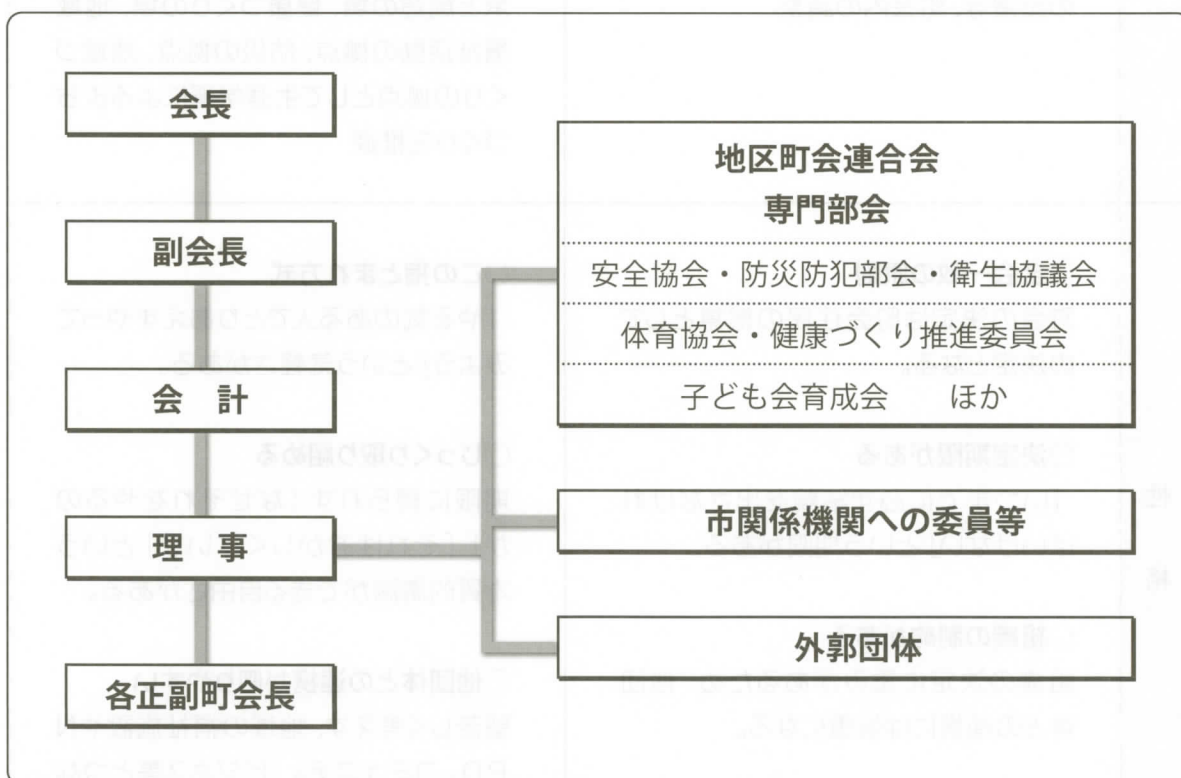 会長
副会長
会　計
理　事
各正副町会長
地区町会連合会
専門部会
安全協会・防災防犯部会　衛生協議会
体育協会・健康づくり推進委員会
子ども会育成会　　ほか
市関係機関への委員等
外郭団体